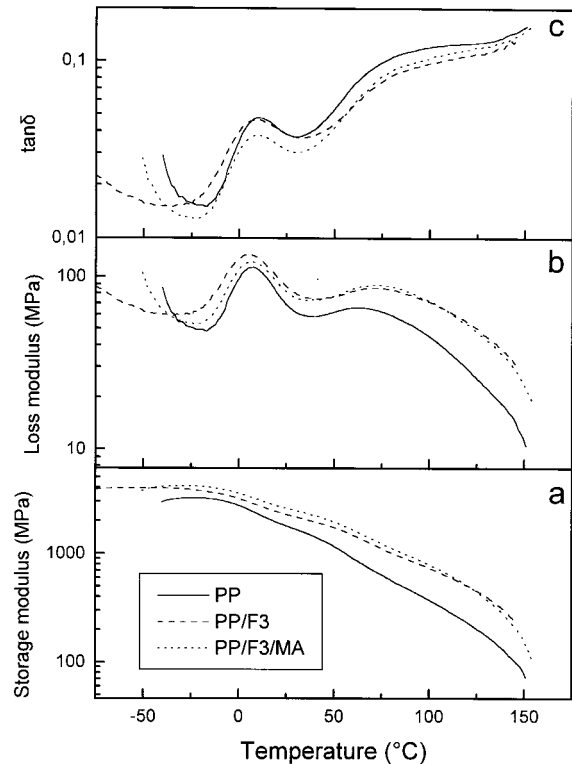 c
0,1
tanδ
0,01
b
100
Loss modulus (MPa)
10
a
1000
Storage modulus (MPa)
PP
PP/F3
PP/F3/MA
100
-50 0 50 100 150
Temperature (°C)